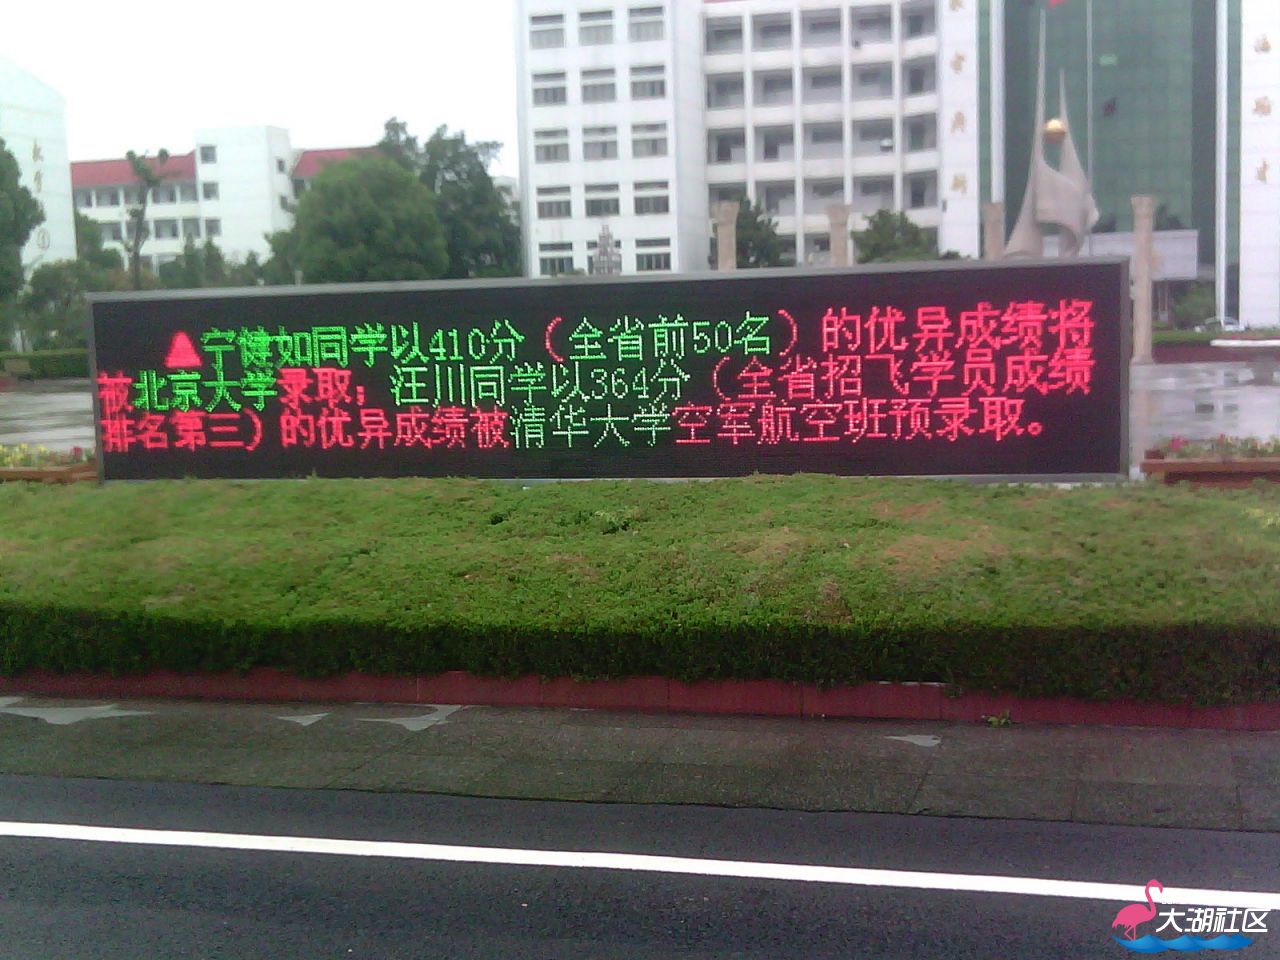 ▲宁健如同学以410分（全省前50名）的优异成绩将
被北京大学录取；汪川同学以364分（全省招飞学员成绩
排名第三）的优异成绩被清华大学空军航空班预录取。
大湖社区